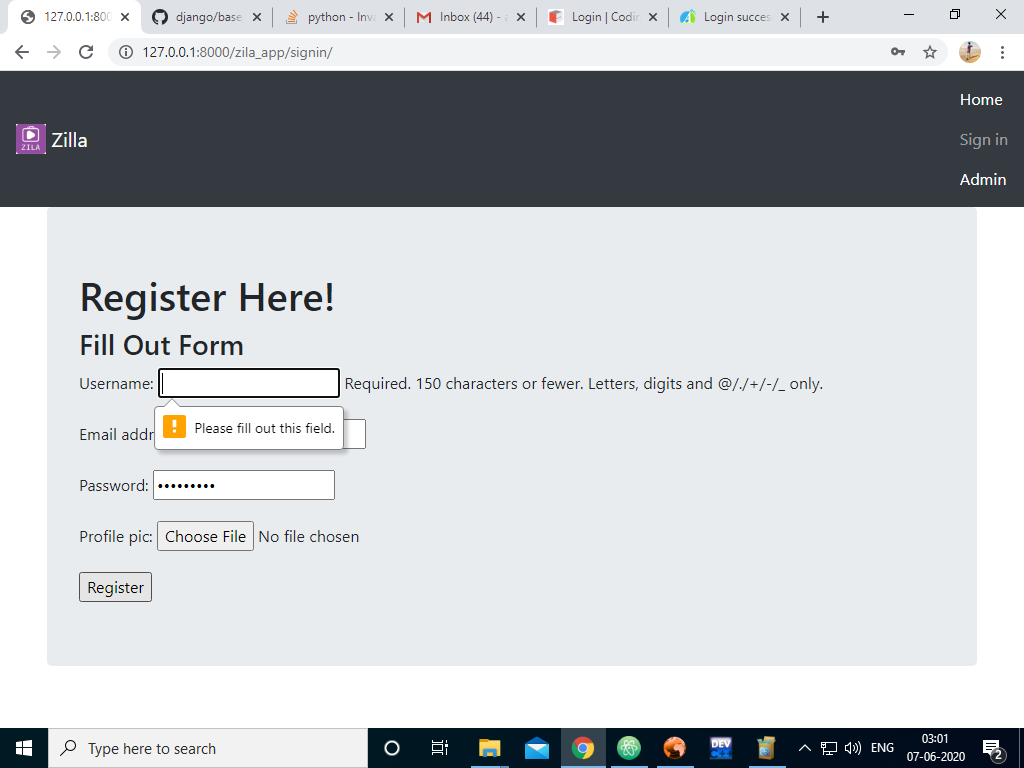 127.0.0.1:800
django/base
python - Inva
Inbox (44) - a
Login | Codin
Login succes
127.0.0.1:8000/zila_app/signin/
Home
ZILA
Zilla
Sign in
Admin
Register Here!
Fill Out Form
Username:
Required. 150 characters or fewer. Letters, digits and @/./+/-/_ only.
Please fill out this field.
Email addr
Password:
Profile pic: Choose File No file chosen
Register
Type here to search
DEV
ENG
03:01
07-06-2020
2